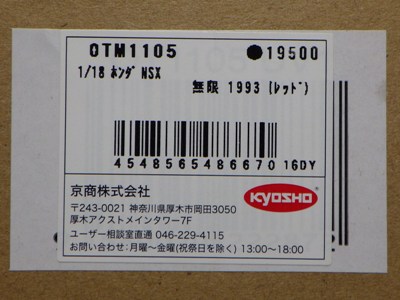 OTM1105 ●19500
1/18 ホンダ NSX
無限 1993 (レッド)
4548565486670 16DY
京商株式会社
KYOSHO
〒243-0021 神奈川県厚木市岡田3050
厚木アクストメインタワー7F
ユーザー相談室直通 046-229-4115
お問い合わせ:月曜~金曜(祝祭日を除く) 13:00~18:00